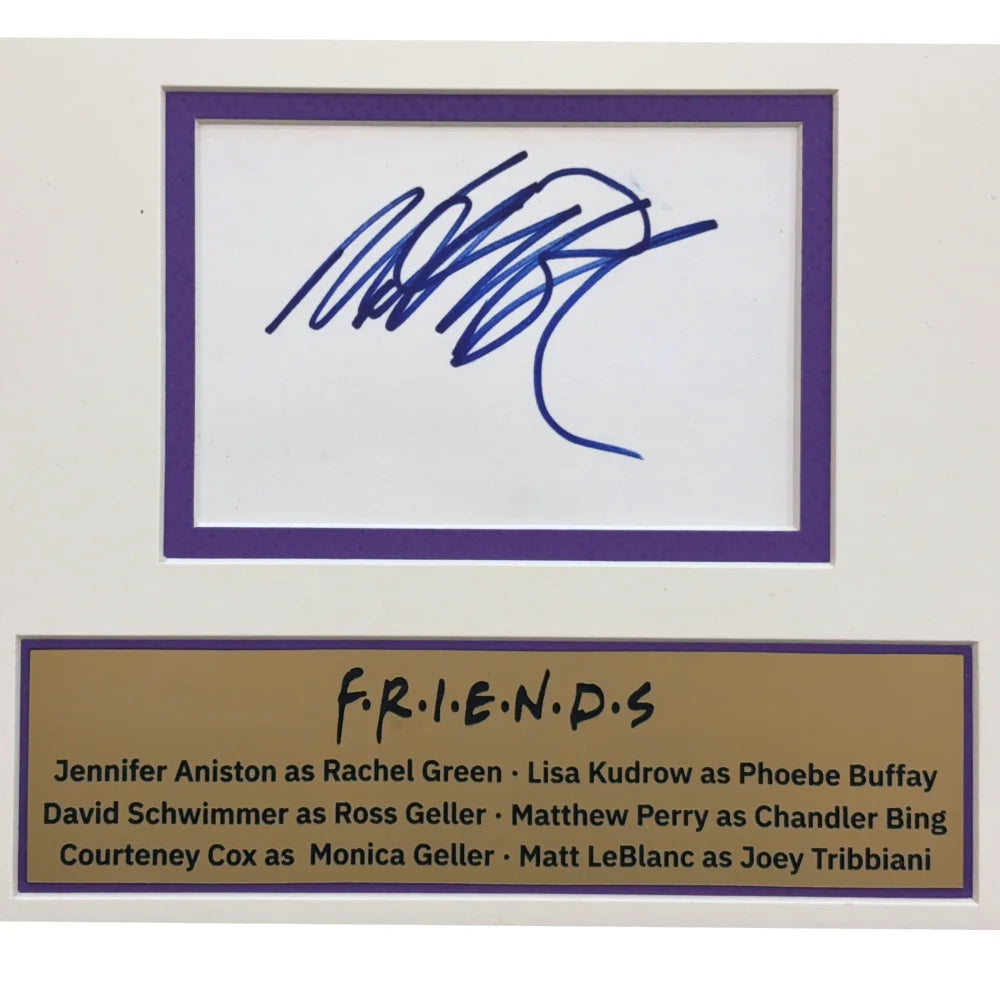 F·R·I·E·N·D·S
Jennifer Aniston as Rachel Green · Lisa Kudrow as Phoebe Buffay
David Schwimmer as Ross Geller · Matthew Perry as Chandler Bing
Courteney Cox as Monica Geller · Matt LeBlanc as Joey Tribbiani